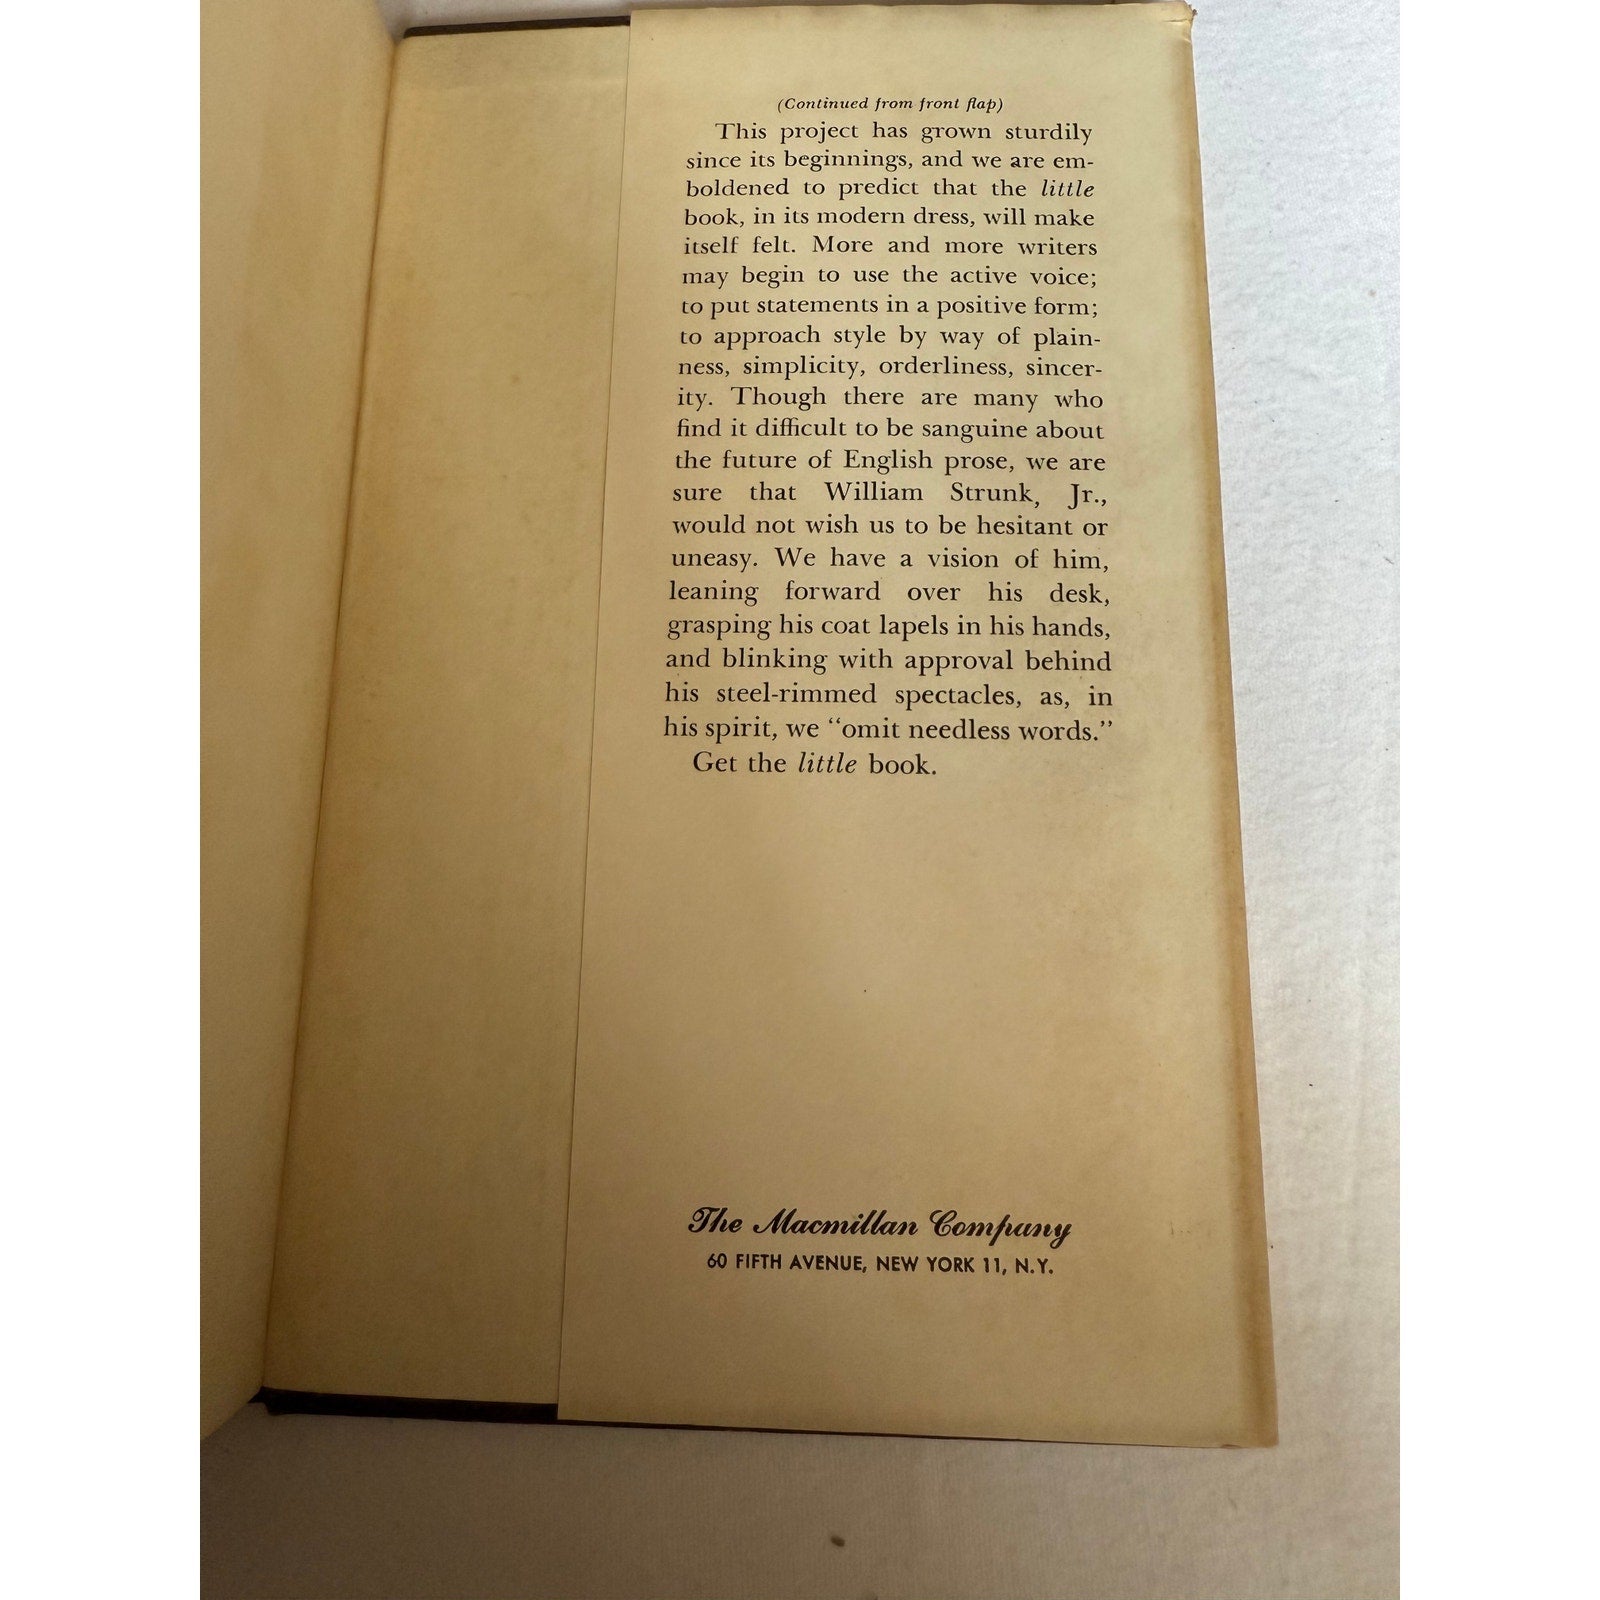 (Continued from front flap)
This project has grown sturdily
since its beginnings, and we are em-
boldened to predict that the little
book, in its modern dress, will make
itself felt. More and more writers
may begin to use the active voice;
to put statements in a positive form;
to approach style by way of plain-
ness, simplicity, orderliness, sincer-
ity. Though there are many who
find it difficult to be sanguine about
the future of English prose, we are
sure that William Strunk, Jr.,
would not wish us to be hesitant or
uneasy. We have a vision of him,
leaning forward over his desk,
grasping his coat lapels in his hands,
and blinking with approval behind
his steel-rimmed spectacles, as, in
his spirit, we “omit needless words.”
Get the little book.
The Macmillan Company
60 FIFTH AVENUE, NEW YORK 11, N.Y.